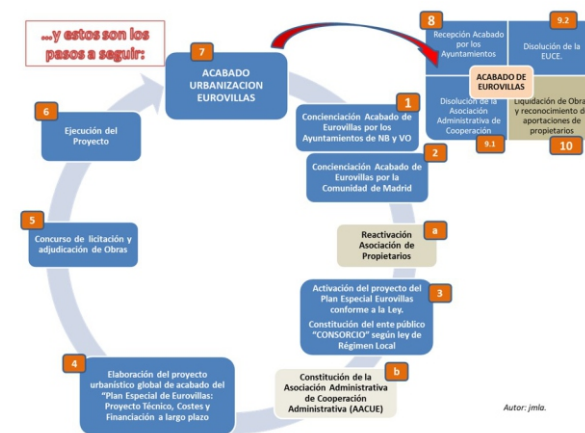 ...y estos son los
pasos a seguir:
7
ACABADO
URBANIZACION
EUROVILLAS
1
Concienciación Acabado de
Eurovillas por los
Ayuntamientos de NB y VO
2
Concienciación Acabado de
Eurovillas por la
Comunidad de Madrid
a
Reactivación
Asociación de
Propietarios
3
Activación del proyecto del
Plan Especial Eurovillas
conforme a la Ley.
Constitución del ente público
"CONSORCIO" según ley de
Régimen Local
b
Constitución de la
Asociación Administrativa
de Cooperación
Administrativa (AACUE)
4
Elaboración del proyecto
urbanístico global de acabado del
"Plan Especial de Eurovillas:
Proyecto Técnico, Costes y
Financiación a largo plazo
5
Concurso de licitación y
adjudicación de Obras
6
Ejecución del
Proyecto
8
Recepción Acabado
por los
Ayuntamientos
9.2
Disolución de la
EUCE.
ACABADO DE
EUROVILLAS
Disolución de la
Asociación
Administrativa de
Cooperación
9.1
Liquidación de Obra
y reconocimiento de
aportaciones de
propietarios
10
Autor: jmla.